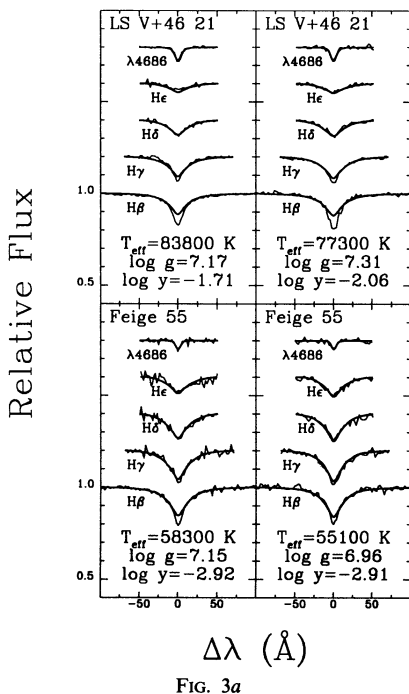 LS V+46 21
LS V+46 21
λ4686
Hε
Hδ
Hγ
Hβ
λ4686
Hε
Hδ
Hγ
Hβ
1.0
0.5
T_eff=83800 K
log g=7.17
log y=−1.71
T_eff=77300 K
log g=7.31
log y=−2.06
Feige 55
Feige 55
λ4686
Hε
Hδ
Hγ
Hβ
λ4686
Hε
Hδ
Hγ
Hβ
1.0
0.5
T_eff=58300 K
log g=7.15
log y=−2.92
T_eff=55100 K
log g=6.96
log y=−2.91
−50 0 50 −50 0 50
Relative Flux
Δλ (Å)
FIG. 3a